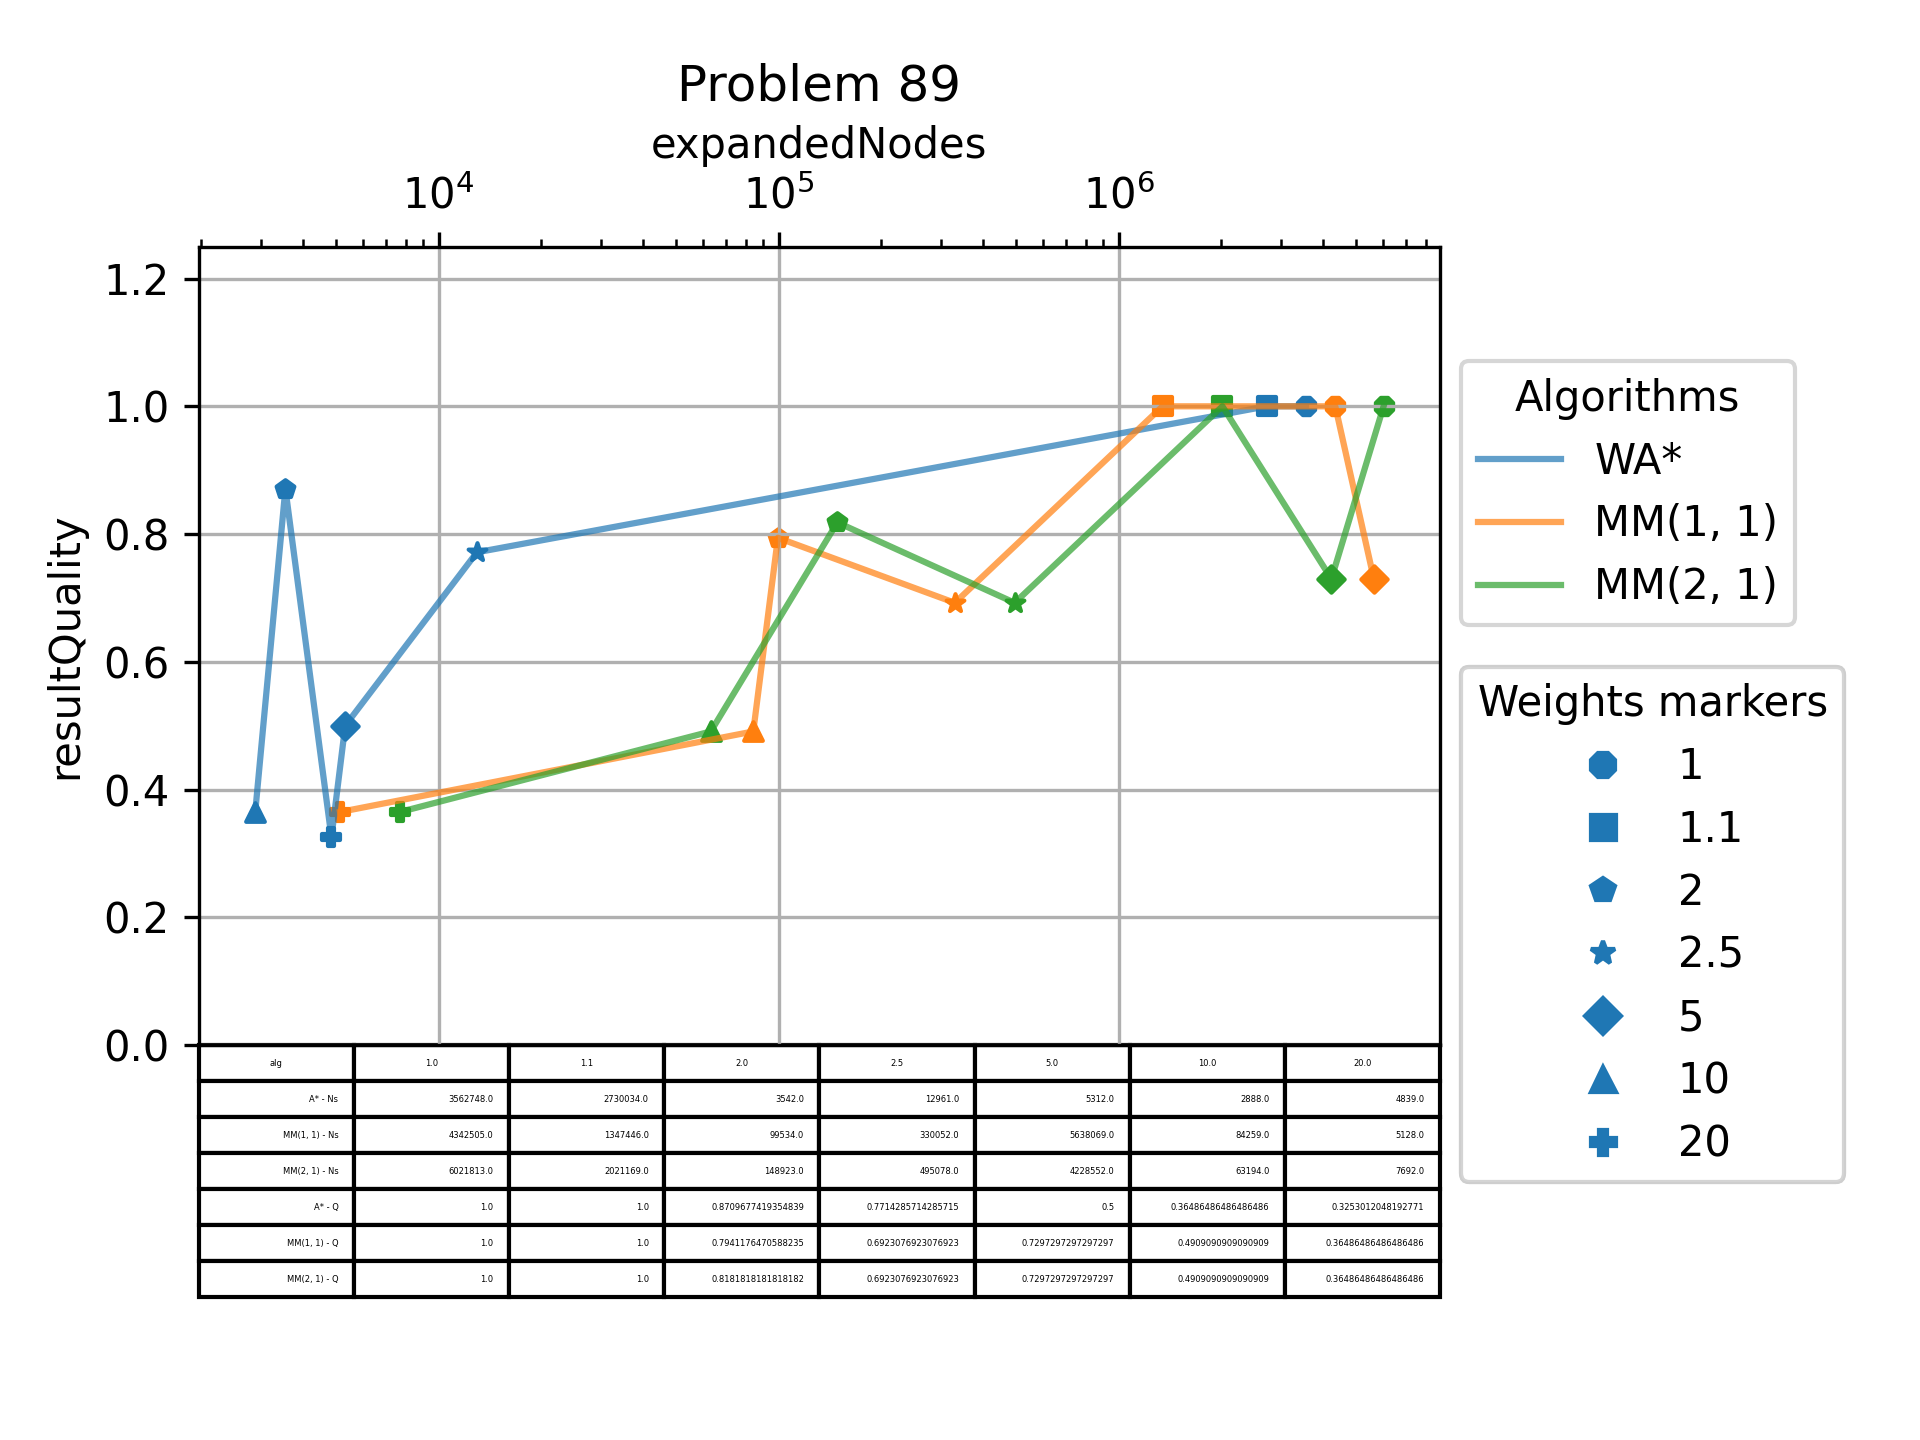 Problem 89
expandedNodes
10⁴ 10⁵ 10⁶
1.2
1.0
0.8
0.6
0.4
0.2
0.0
resultQuality
Algorithms
WA*
MM(1, 1)
MM(2, 1)
Weights markers
1
1.1
2
2.5
5
10
20
alg 1.0 1.1 2.0 2.5 5.0 10.0 20.0
A* - Ns 3562748.0 2730034.0 3542.0 12961.0 5312.0 2888.0 4839.0
MM(1, 1) - Ns 4342505.0 1347446.0 99534.0 330052.0 5638069.0 84259.0 5128.0
MM(2, 1) - Ns 6021813.0 2021169.0 148923.0 495078.0 4228552.0 63194.0 7692.0
A* - Q 1.0 1.0 0.8709677419354839 0.7714285714285715 0.5 0.36486486486486486 0.3253012048192771
MM(1, 1) - Q 1.0 1.0 0.7941176470588235 0.6923076923076923 0.7297297297297297 0.4909090909090909 0.36486486486486486
MM(2, 1) - Q 1.0 1.0 0.8181818181818182 0.6923076923076923 0.7297297297297297 0.4909090909090909 0.36486486486486486